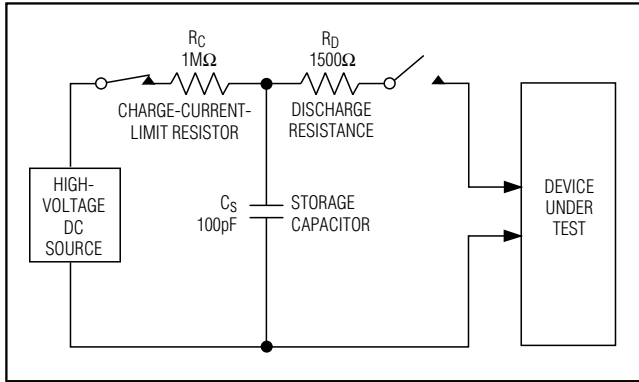 R_C
1MΩ
CHARGE-CURRENT-
LIMIT RESISTOR
R_D
1500Ω
DISCHARGE
RESISTANCE
HIGH-
VOLTAGE
DC
SOURCE
C_S
100pF
STORAGE
CAPACITOR
DEVICE
UNDER
TEST